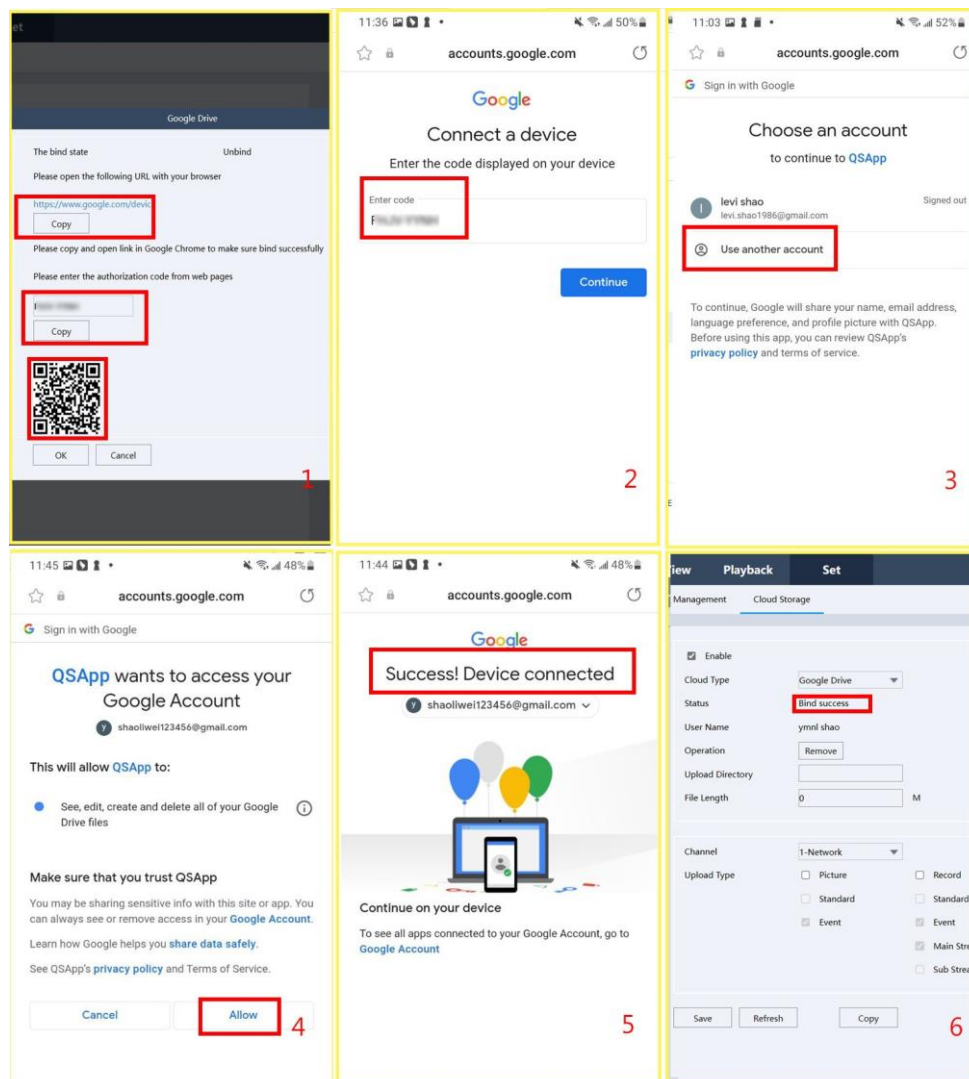 et
Google Drive
The bind state Unbind
Please open the following URL with your browser
https://www.google.com/devic
Copy
Please copy and open link in Google Chrome to make sure bind successfully
Please enter the authorization code from web pages
Copy
OK Cancel
1
11:36 50%
accounts.google.com
Google
Connect a device
Enter the code displayed on your device
Enter code
Continue
2
11:03 52%
accounts.google.com
Sign in with Google
Choose an account
to continue to QSApp
levi shao Signed out
levi.shao1986@gmail.com
Use another account
To continue, Google will share your name, email address,
language preference, and profile picture with QSApp.
Before using this app, you can review QSApp's
privacy policy and terms of service.
3
11:45 48%
accounts.google.com
Sign in with Google
QSApp wants to access your
Google Account
y shaoliwei123456@gmail.com
This will allow QSApp to:
See, edit, create and delete all of your Google
Drive files
Make sure that you trust QSApp
You may be sharing sensitive info with this site or app. You
can always see or remove access in your Google Account.
Learn how Google helps you share data safely.
See QSApp's privacy policy and Terms of Service.
Cancel Allow
4
11:44 48%
accounts.google.com
Google
Success! Device connected
y shaoliwei123456@gmail.com
Continue on your device
To see all apps connected to your Google Account, go to
Google Account
5
iew Playback Set
Management Cloud Storage
Enable
Cloud Type Google Drive
Status Bind success
User Name ymnl shao
Operation Remove
Upload Directory
File Length 0 M
Channel 1-Network
Upload Type Picture Record
Standard Standard
Event Event
Main Stre
Sub Strea
Save Refresh Copy
6